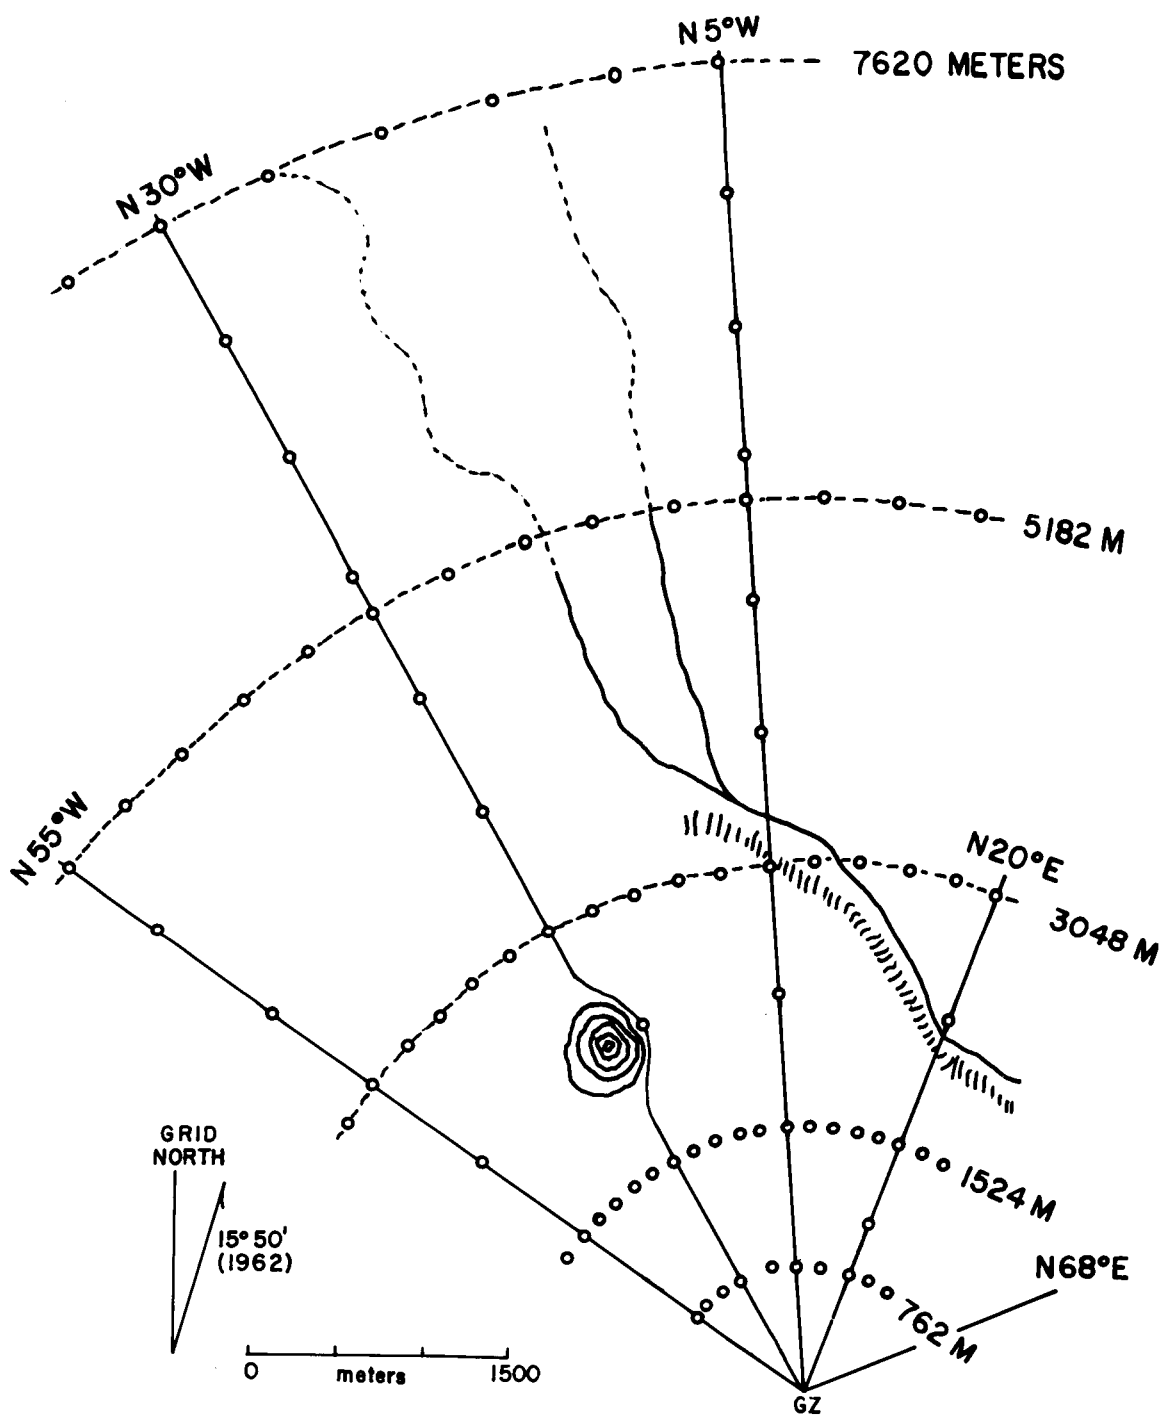 N5°W
7620 METERS
N30°W
5182 M
N55°W
N20°E
3048 M
GRID
NORTH
15°50'
(1962)
1524 M
N68°E
762 M
0 meters 1500
GZ